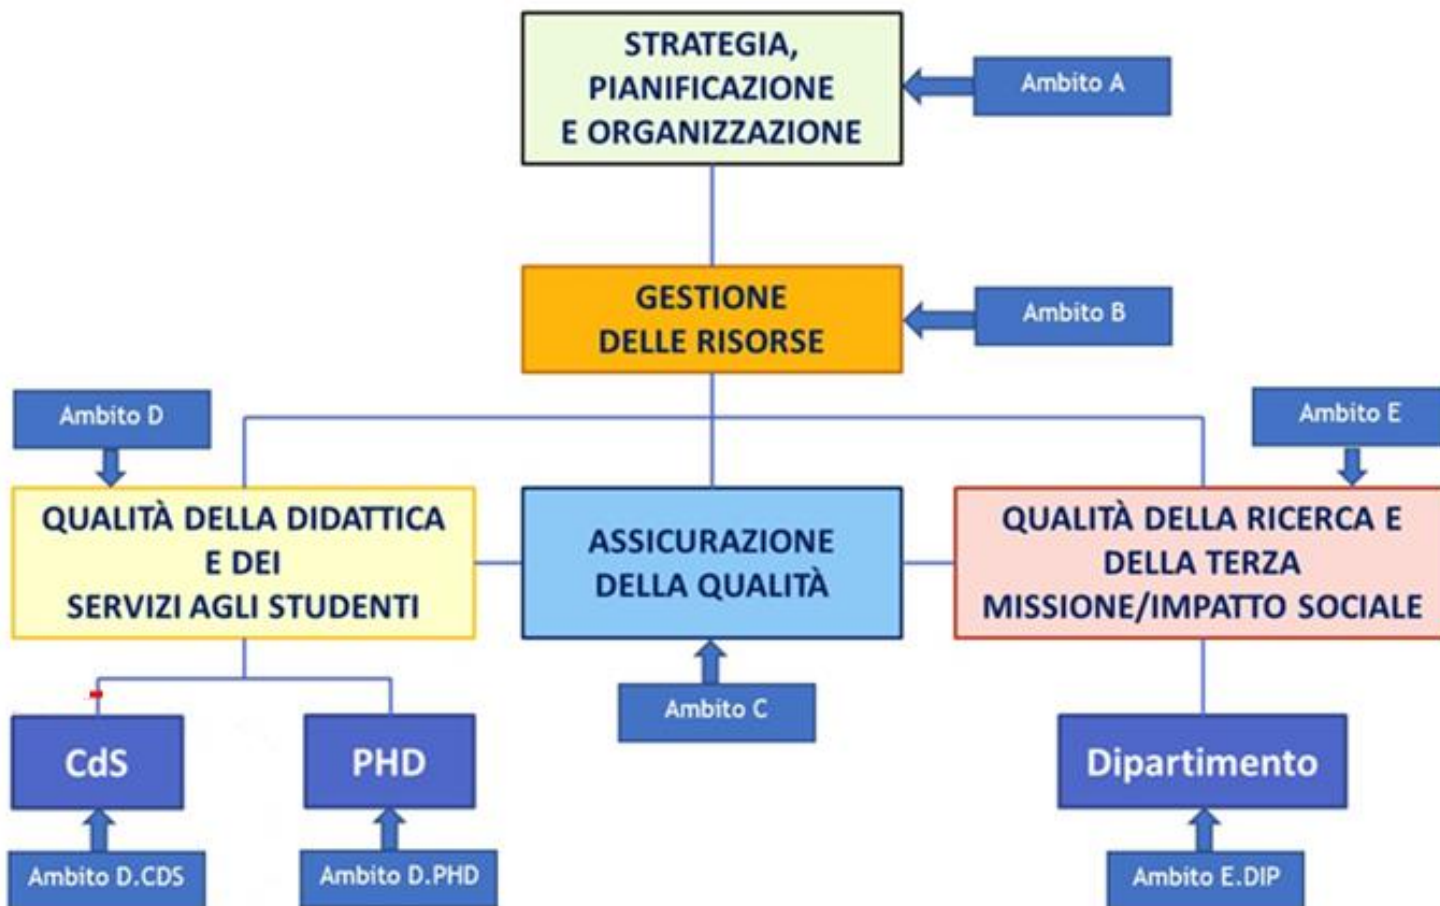 STRATEGIA,
PIANIFICAZIONE
E ORGANIZZAZIONE
Ambito A
GESTIONE
DELLE RISORSE
Ambito B
Ambito D
Ambito E
QUALITÀ DELLA DIDATTICA
E DEI
SERVIZI AGLI STUDENTI
ASSICURAZIONE
DELLA QUALITÀ
QUALITÀ DELLA RICERCA E
DELLA TERZA
MISSIONE/IMPATTO SOCIALE
Ambito C
CdS
PHD
Dipartimento
Ambito D.CDS
Ambito D.PHD
Ambito E.DIP